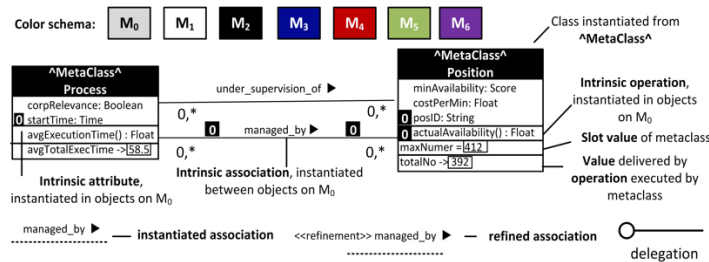 Color schema: M0 M1 M2 M3 M4 M5 M6
Class instantiated from
^MetaClass^
^MetaClass^
Process
corpRelevance: Boolean
0 startTime: Time
avgExecutionTime() : Float
avgTotalExecTime -> 58.5
under_supervision_of ▶
0,* 0,*
0 managed_by ▶ 0
0,* 0,*
^MetaClass^
Position
minAvailability: Score
costPerMin: Float
0 posID: String
0 actualAvailability() : Float
maxNumer = 412
totalNo -> 392
Intrinsic operation,
instantiated in objects
on M0
Slot value of metaclass
Value delivered by
operation executed by
metaclass
Intrinsic attribute,
instantiated in objects on M0
Intrinsic association, instantiated
between objects on M0
managed_by ▶ instantiated association
<<refinement>> managed_by ▶ refined association
delegation